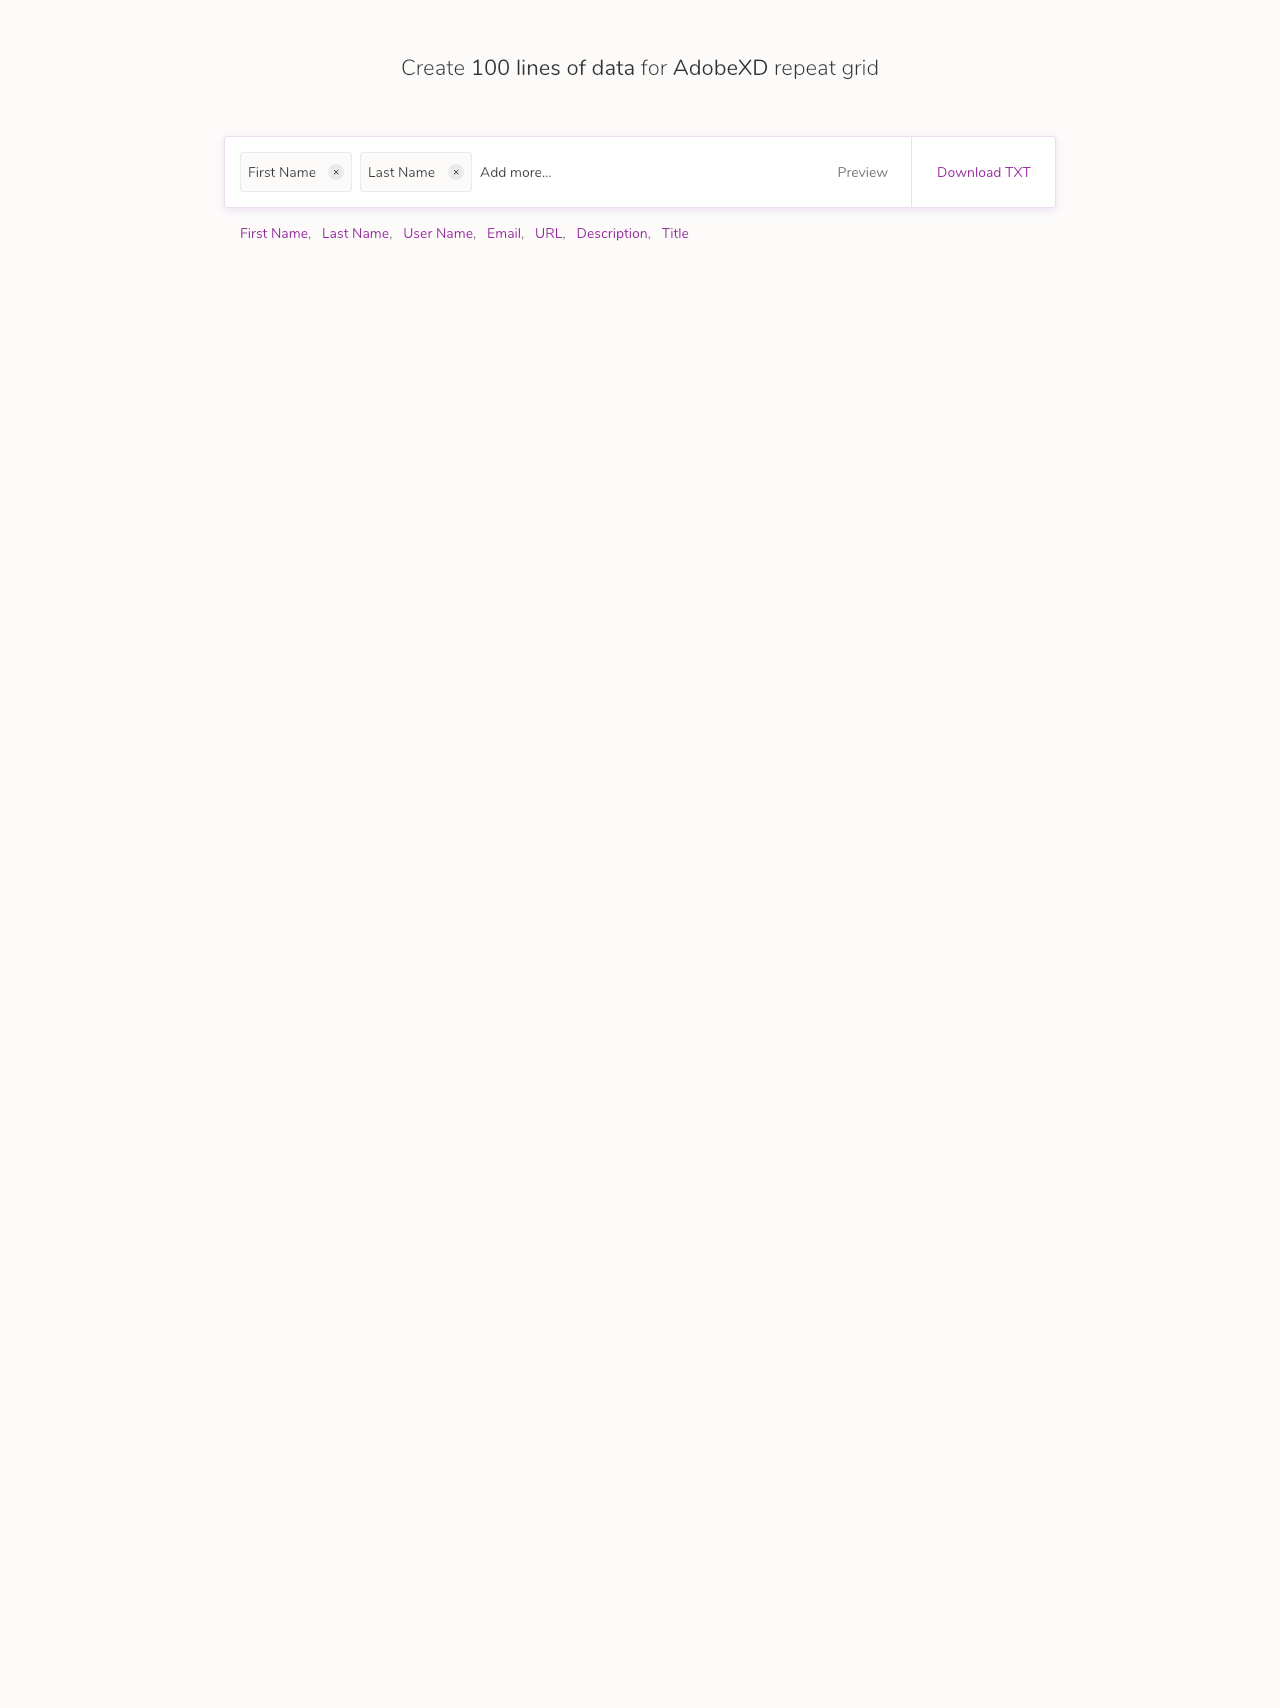 Create 100 lines of data for AdobeXD repeat grid
First Name × Last Name × Add more... Preview Download TXT
First Name, Last Name, User Name, Email, URL, Description, Title